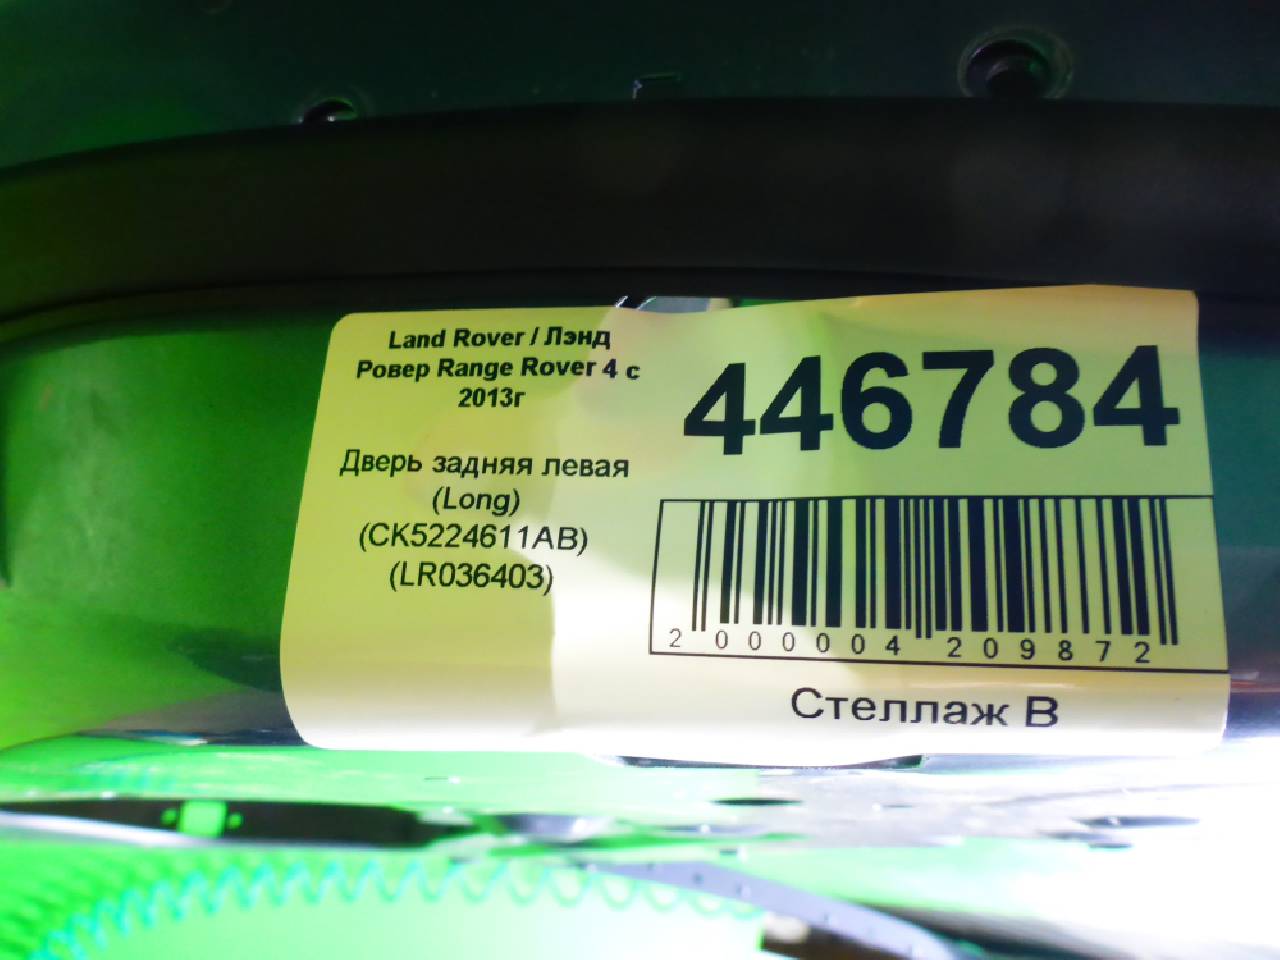 Land Rover / Лэнд
Ровер Range Rover 4 с
2013г
Дверь задняя левая
(Long)
(CK5224611AB)
(LR036403)
446784
2 000004 209872
Стеллаж В